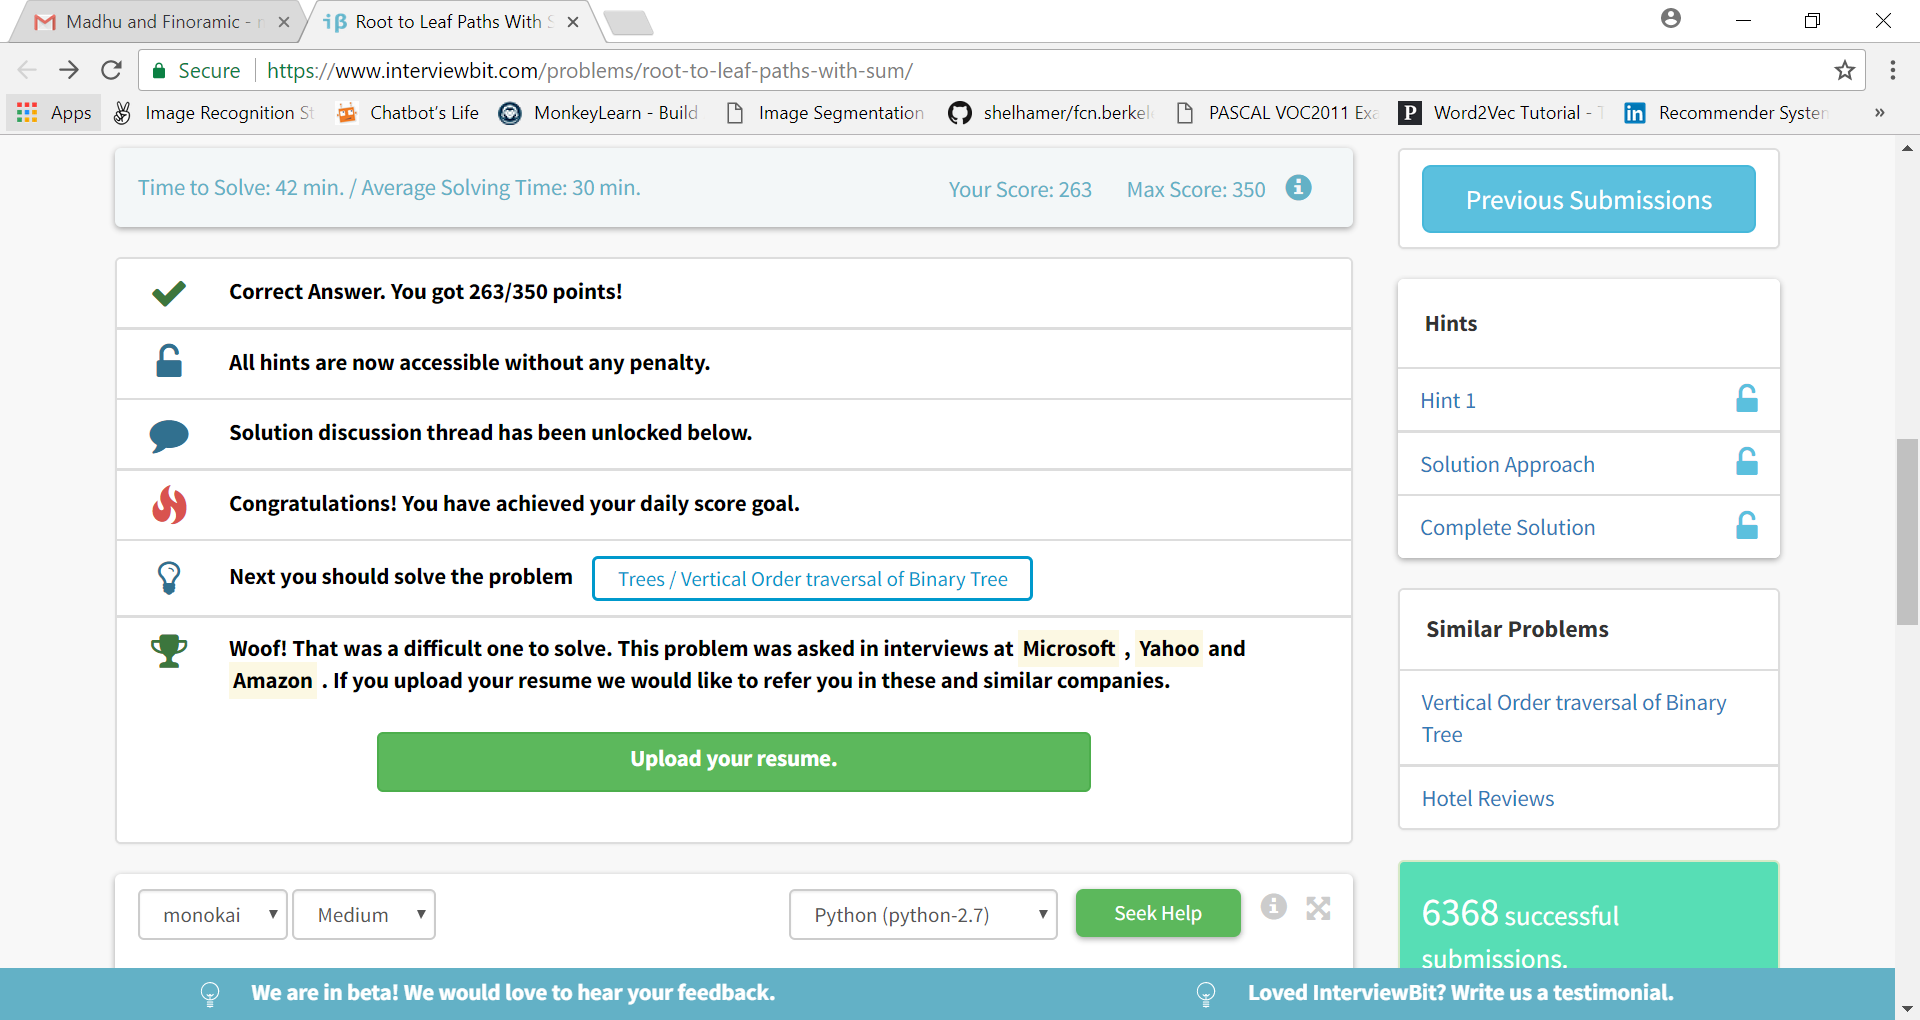 Madhu and Finoramic -
Root to Leaf Paths With S
Secure https://www.interviewbit.com/problems/root-to-leaf-paths-with-sum/
Apps Image Recognition St Chatbot's Life MonkeyLearn - Build Image Segmentation shelhamer/fcn.berkel PASCAL VOC2011 Exa Word2Vec Tutorial - T Recommender System »
Time to Solve: 42 min. / Average Solving Time: 30 min.
Your Score: 263 Max Score: 350
Correct Answer. You got 263/350 points!
All hints are now accessible without any penalty.
Solution discussion thread has been unlocked below.
Congratulations! You have achieved your daily score goal.
Next you should solve the problem Trees / Vertical Order traversal of Binary Tree
Woof! That was a difficult one to solve. This problem was asked in interviews at Microsoft , Yahoo and
Amazon . If you upload your resume we would like to refer you in these and similar companies.
Upload your resume.
monokai Medium Python (python-2.7) Seek Help
Previous Submissions
Hints
Hint 1
Solution Approach
Complete Solution
Similar Problems
Vertical Order traversal of Binary
Tree
Hotel Reviews
6368 successful
submissions.
We are in beta! We would love to hear your feedback.
Loved InterviewBit? Write us a testimonial.